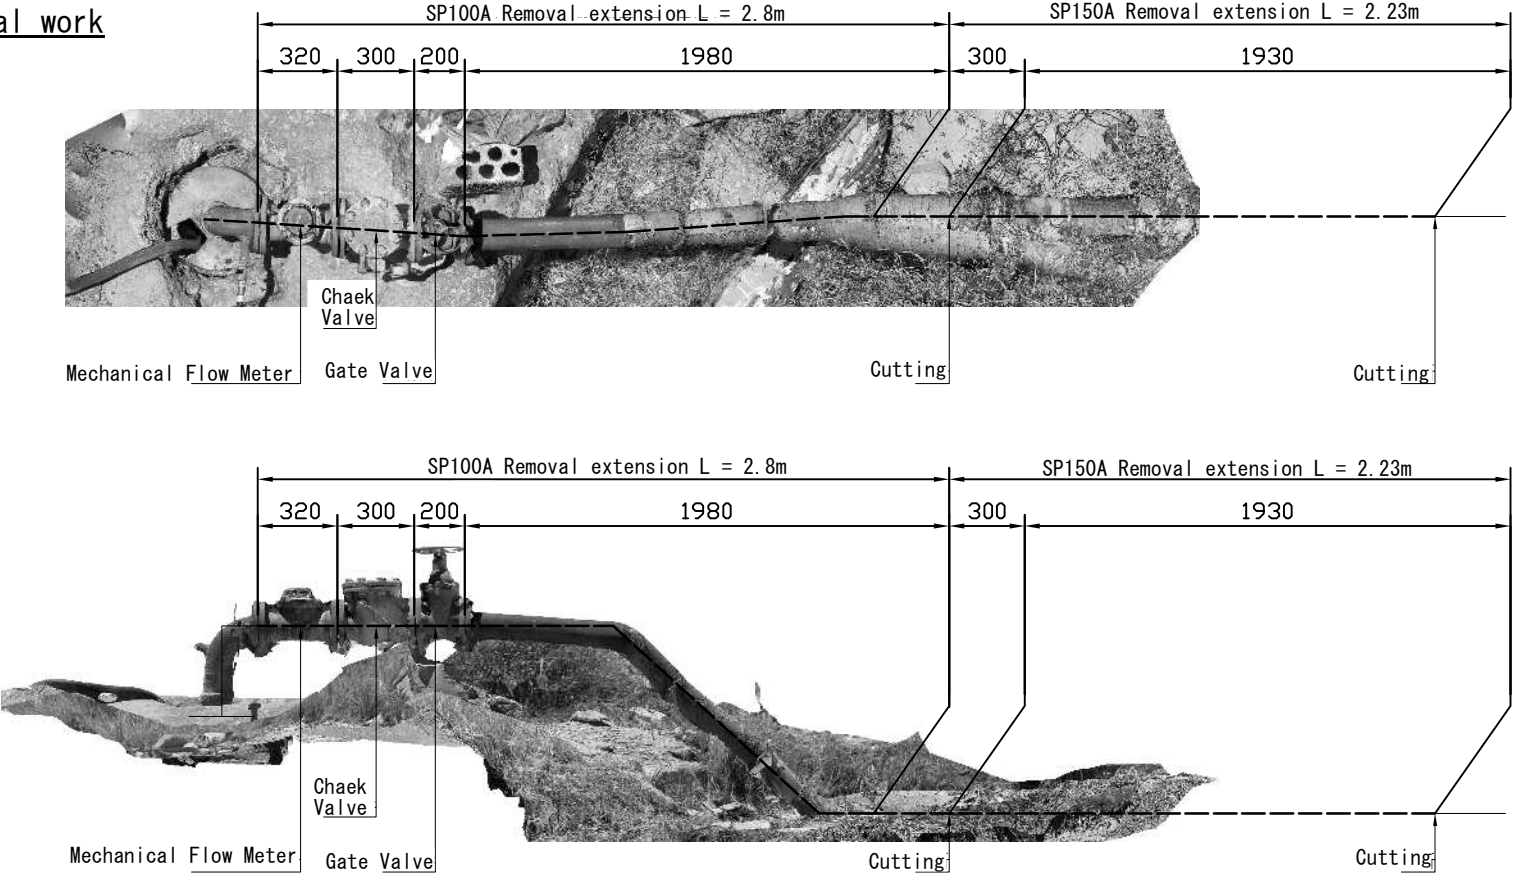 al work
SP100A Removal extension L = 2.8m
SP150A Removal extension L = 2.23m
320 300 200 1980 300 1930
Chaek
Valve
Mechanical Flow Meter Gate Valve Cutting Cutting
SP100A Removal extension L = 2.8m
SP150A Removal extension L = 2.23m
320 300 200 1980 300 1930
Chaek
Valve
Mechanical Flow Meter Gate Valve Cutting Cutting